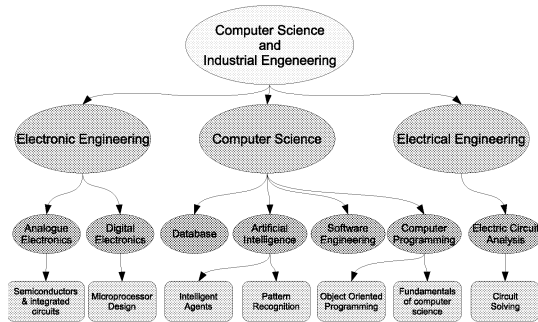 Computer Science
and
Industrial Engeneering
Electronic Engineering
Computer Science
Electrical Engineering
Analogue
Electronics
Digital
Electronics
Database
Artificial
Intelligence
Software
Engineering
Computer
Programming
Electric Circuit
Analysis
Semiconductors
& integrated
circuits
Microprocessor
Design
Intelligent
Agents
Pattern
Recognition
Object Oriented
Programming
Fundamentals
of computer
science
Circuit
Solving